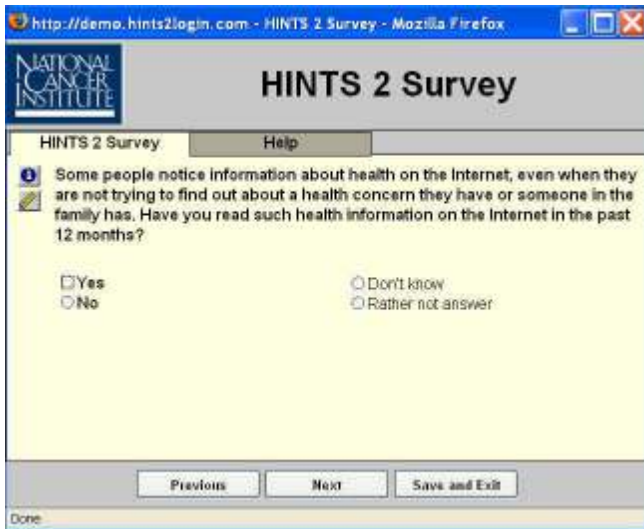 http://demo.hints2login.com - HINTS 2 Survey - Mozilla Firefox
NATIONAL
CANCER
INSTITUTE
HINTS 2 Survey
HINTS 2 Survey
Help
Some people notice information about health on the Internet, even when they
are not trying to find out about a health concern they have or someone in the
family has. Have you read such health information on the Internet in the past
12 months?
Yes
Don't know
No
Rather not answer
Previous
Next
Save and Exit
Done